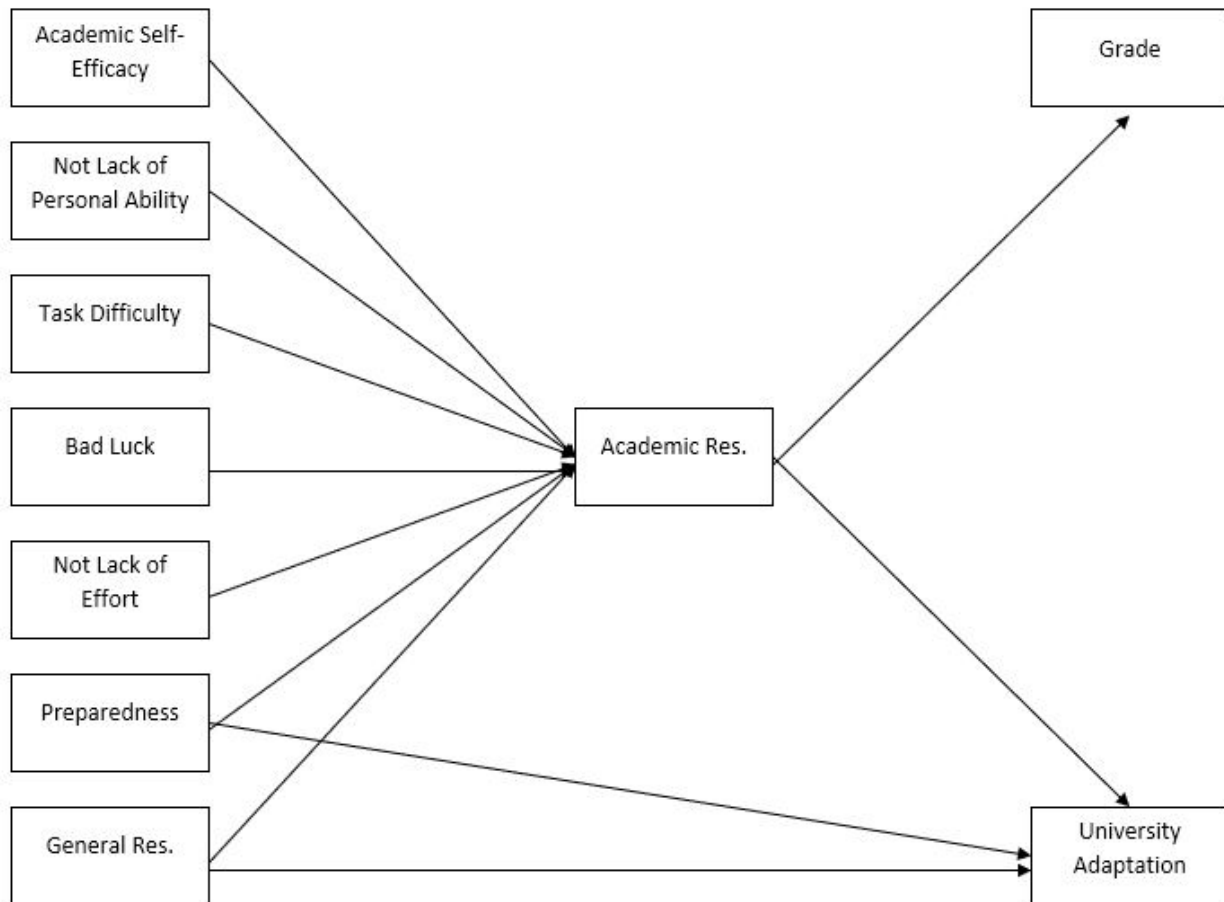 Academic Self-
Efficacy
Grade
Not Lack of
Personal Ability
Task Difficulty
Bad Luck
Academic Res.
Not Lack of
Effort
Preparedness
General Res.
University
Adaptation